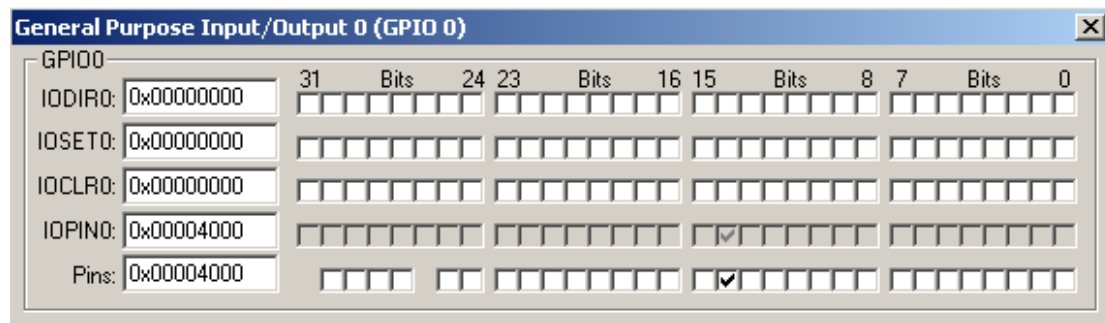 General Purpose Input/Output 0 (GPIO 0)
GPIO0
31 Bits 24 23 Bits 16 15 Bits 8 7 Bits 0
IODIR0: 0x00000000
IOSET0: 0x00000000
IOCLR0: 0x00000000
IOPIN0: 0x00004000
Pins: 0x00004000